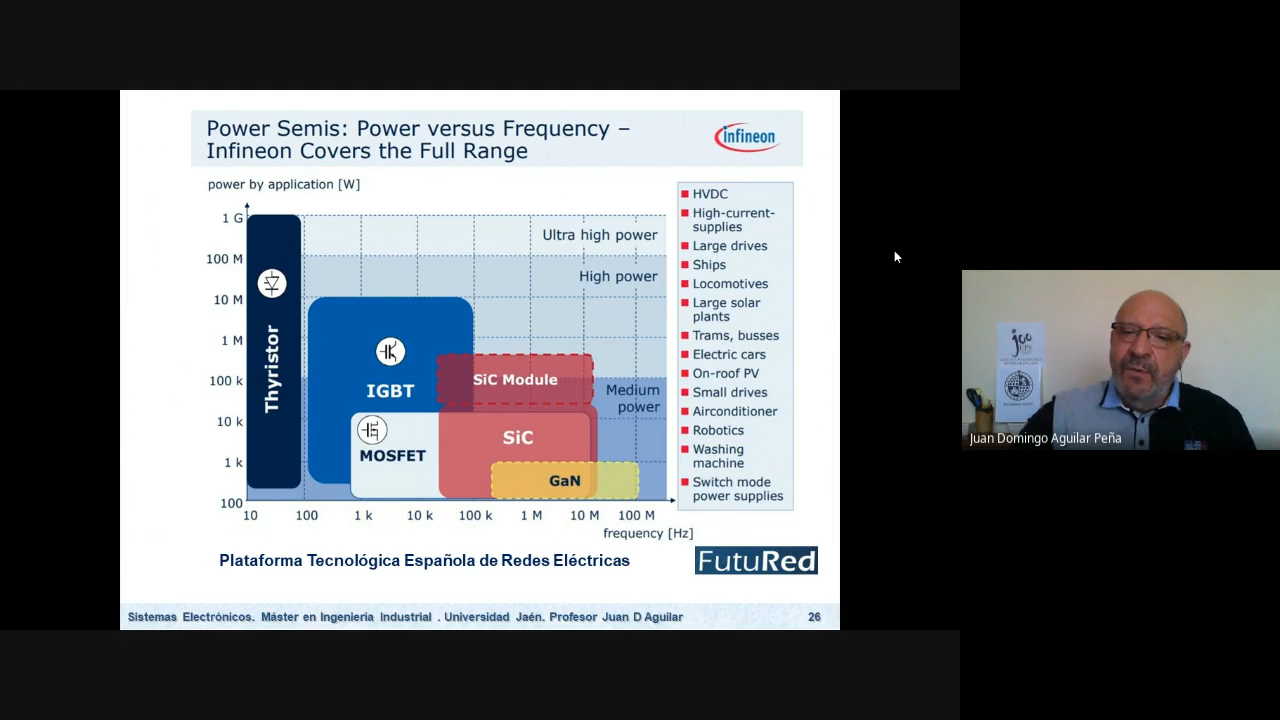 Power Semis: Power versus Frequency –
Infineon Covers the Full Range
infineon
power by application [W]
1 G
100 M
10 M
1 M
100 k
10 k
1 k
100
Ultra high power
High power
Medium
power
Thyristor
IGBT
MOSFET
SiC Module
SiC
GaN
10
100
1 k
10 k
100 k
1 M
10 M
100 M
frequency [Hz]
HVDC
High-current-
supplies
Large drives
Ships
Locomotives
Large solar
plants
Trams, busses
Electric cars
On-roof PV
Small drives
Airconditioner
Robotics
Washing
machine
Switch mode
power supplies
Plataforma Tecnológica Española de Redes Eléctricas
FutuRed
Sistemas Electrónicos. Máster en Ingeniería Industrial . Universidad Jaén. Profesor Juan D Aguilar
26
Juan Domingo Aguilar Peña